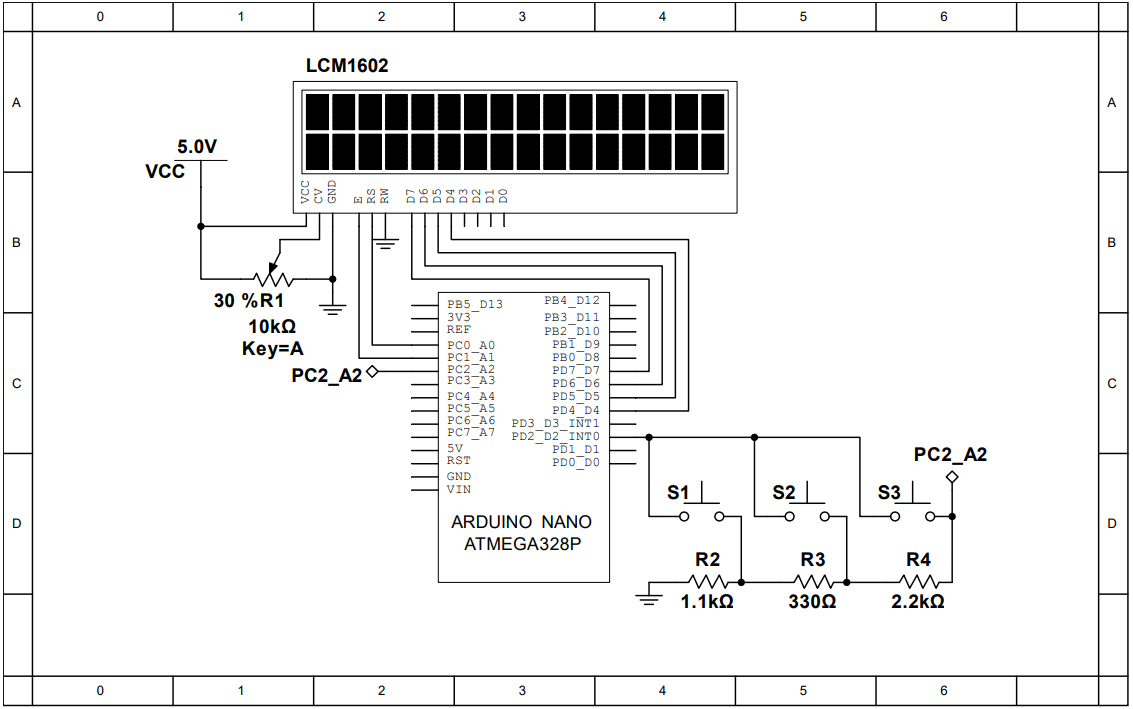 0 1 2 3 4 5 6
A A
LCM1602
5.0V
VCC
VCC CV GND E RS RW D7 D6 D5 D4 D3 D2 D1 D0
B B
30 %R1
10kΩ
Key=A
PB5_D13 PB4_D12
3V3 PB3_D11
REF PB2_D10
PC0_A0 PB1_D9
PC1_A1 PB0_D8
PC2_A2 PC2_A2 PD7_D7
PC3_A3 PD6_D6
C C
PC4_A4 PD5_D5
PC5_A5 PD4_D4
PC6_A6 PD3_D3_INT1
PC7_A7 PD2_D2_INT0
5V PD1_D1
RST PD0_D0
GND
VIN
PC2_A2
S1 S2 S3
D D
ARDUINO NANO
ATMEGA328P
R2 R3 R4
1.1kΩ 330Ω 2.2kΩ
0 1 2 3 4 5 6